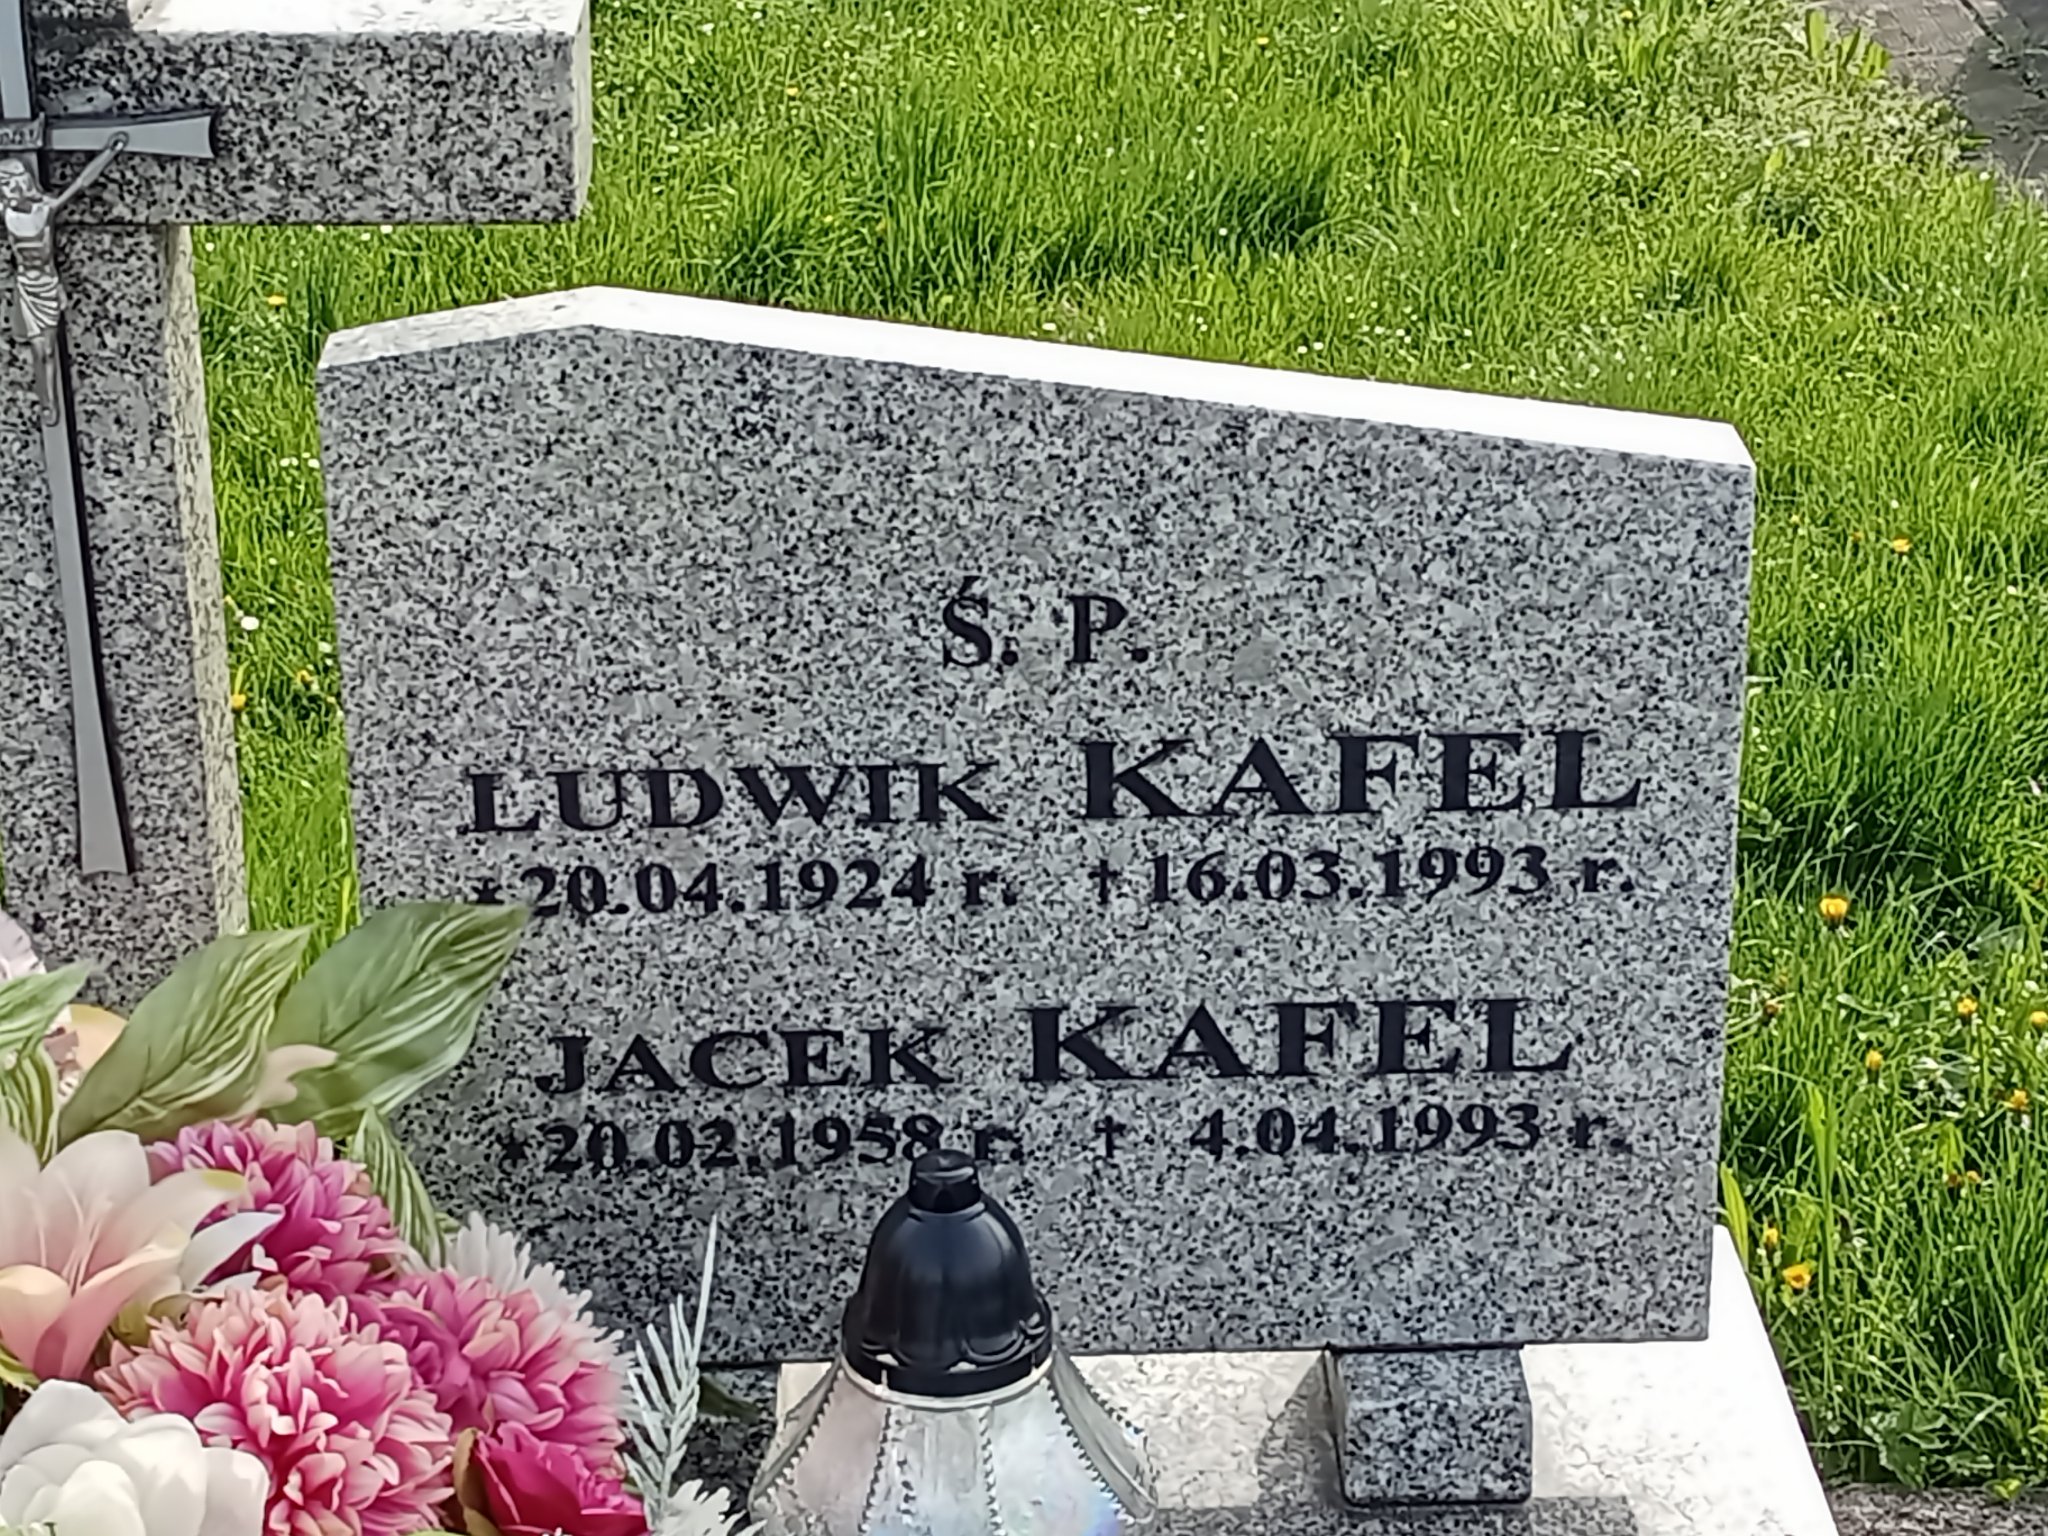 Ś. P.
LUDWIK KAFEL
*20.04.1924 r. †16.03.1993 r.
JACEK KAFEL
*20.02.1958 r. † 4.04.1993 r.